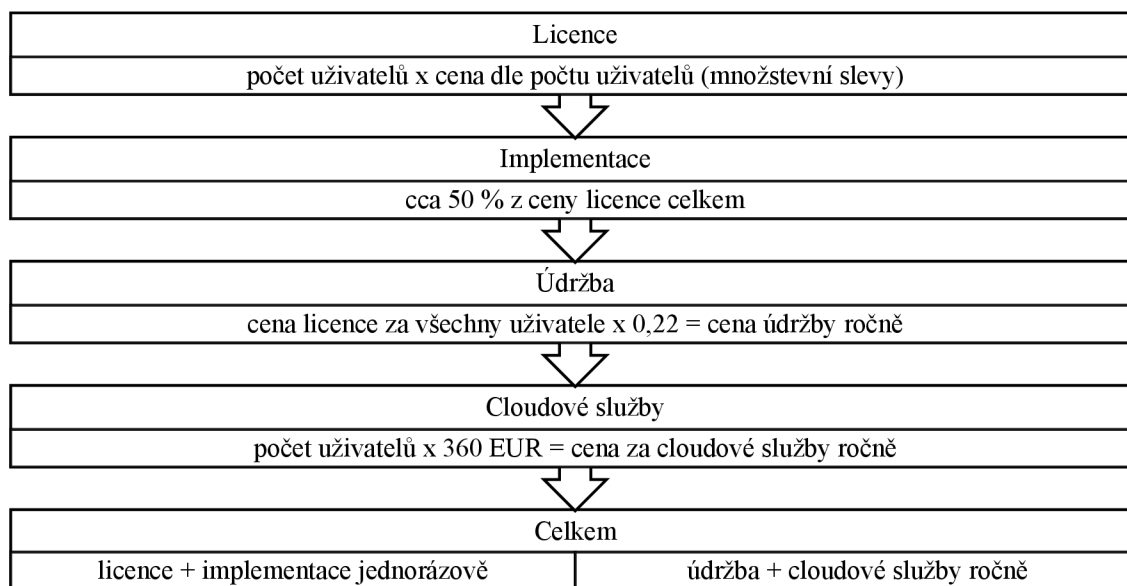 Licence
počet uživatelů x cena dle počtu uživatelů (množstevní slevy)
Implementace
cca 50 % z ceny licence celkem
Údržba
cena licence za všechny uživatele x 0,22 = cena údržby ročně
Cloudové služby
počet uživatelů x 360 EUR = cena za cloudové služby ročně
Celkem
licence + implementace jednorázově
údržba + cloudové služby ročně